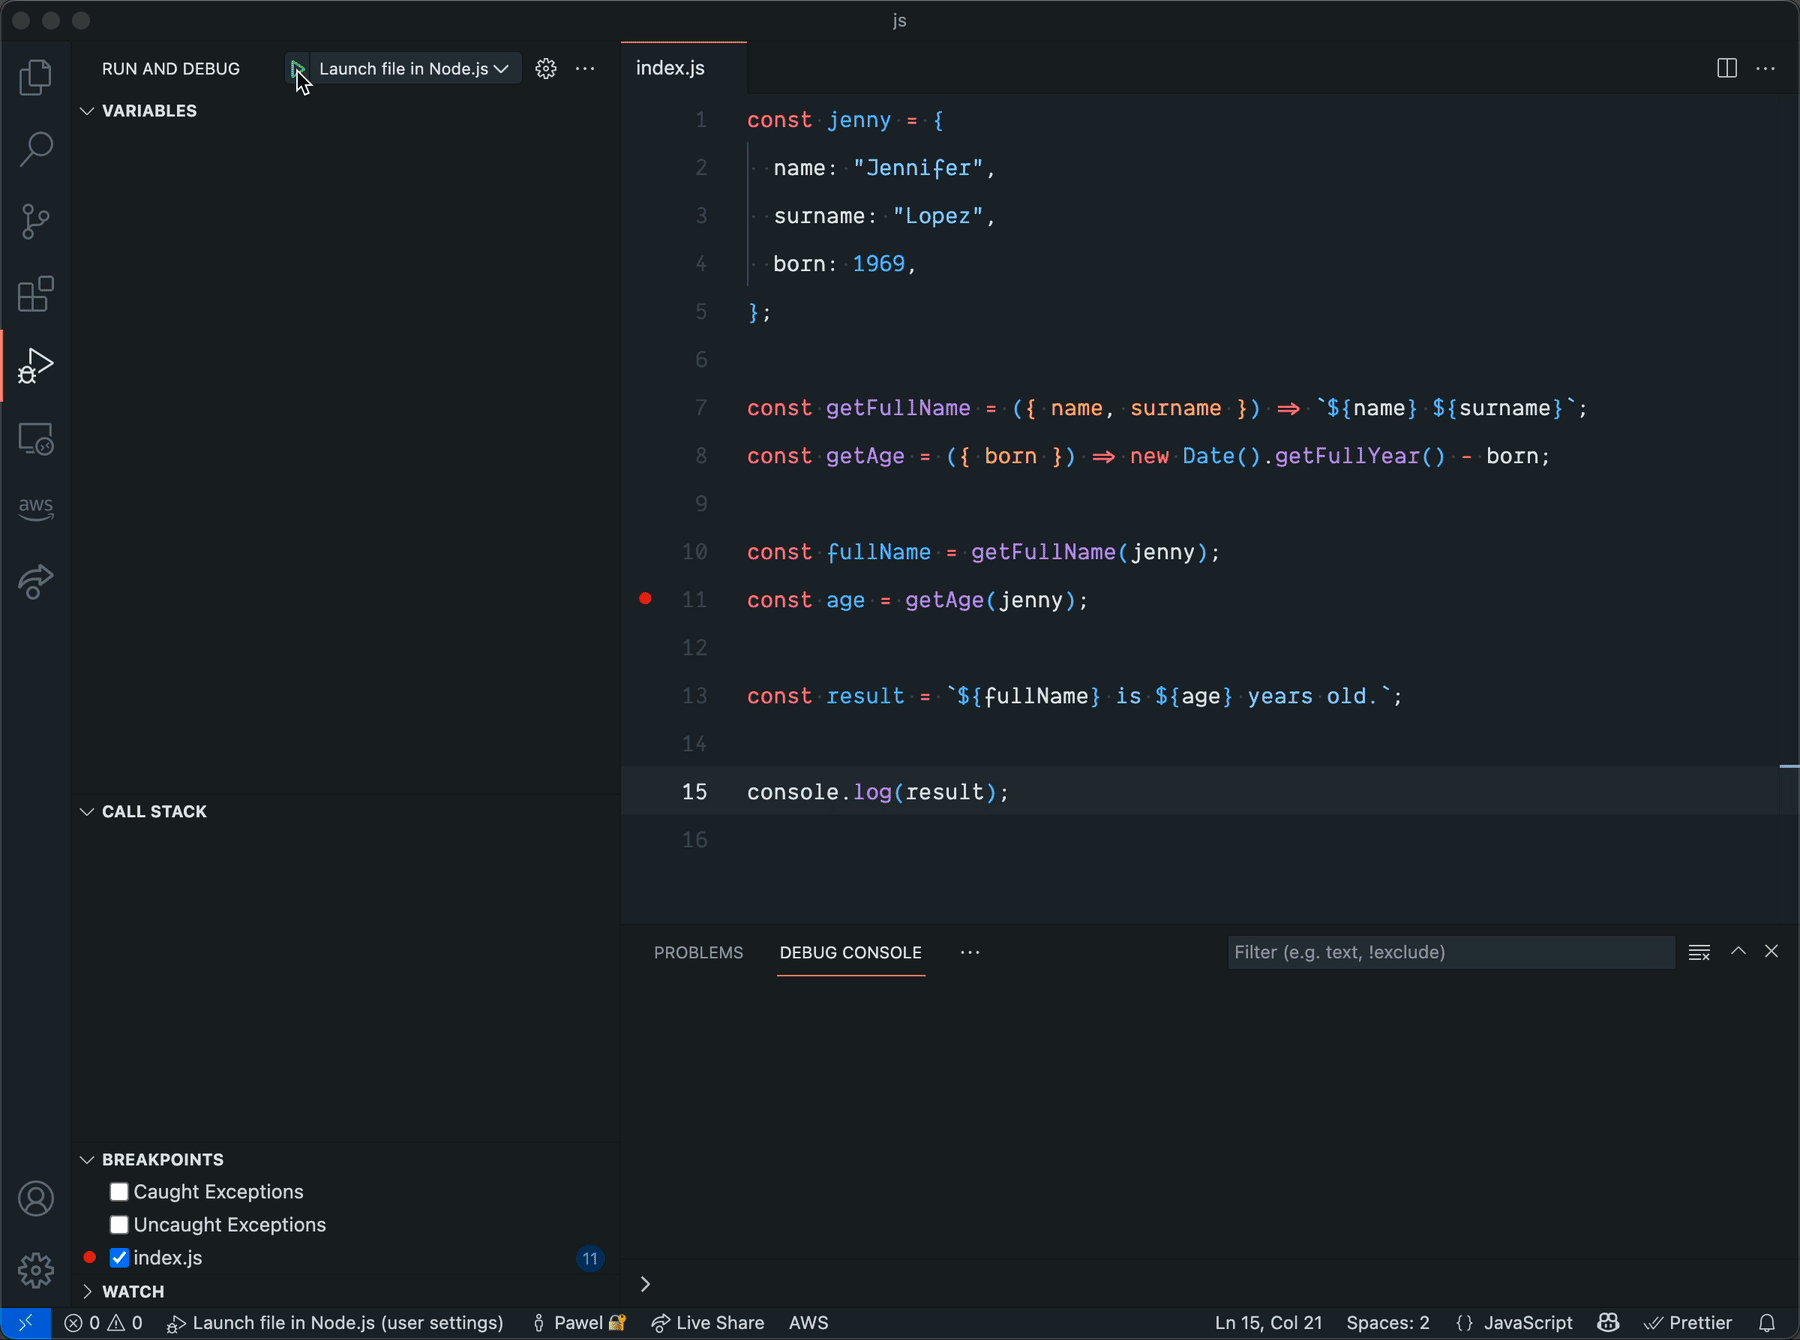 js
RUN AND DEBUG
Launch file in Node.js
index.js
VARIABLES
aws
1 const jenny = {
2 name: "Jennifer",
3 surname: "Lopez",
4 born: 1969,
5 };
6
7 const getFullName = ({ name, surname }) => `${name} ${surname}`;
8 const getAge = ({ born }) => new Date().getFullYear() - born;
9
10 const fullName = getFullName(jenny);
11 const age = getAge(jenny);
12
13 const result = `${fullName} is ${age} years old.`;
14
15 console.log(result);
16
CALL STACK
PROBLEMS
DEBUG CONSOLE
Filter (e.g. text, !exclude)
BREAKPOINTS
Caught Exceptions
Uncaught Exceptions
index.js 11
WATCH
0 0 Launch file in Node.js (user settings) Pawel Live Share AWS Ln 15, Col 21 Spaces: 2 {} JavaScript Prettier